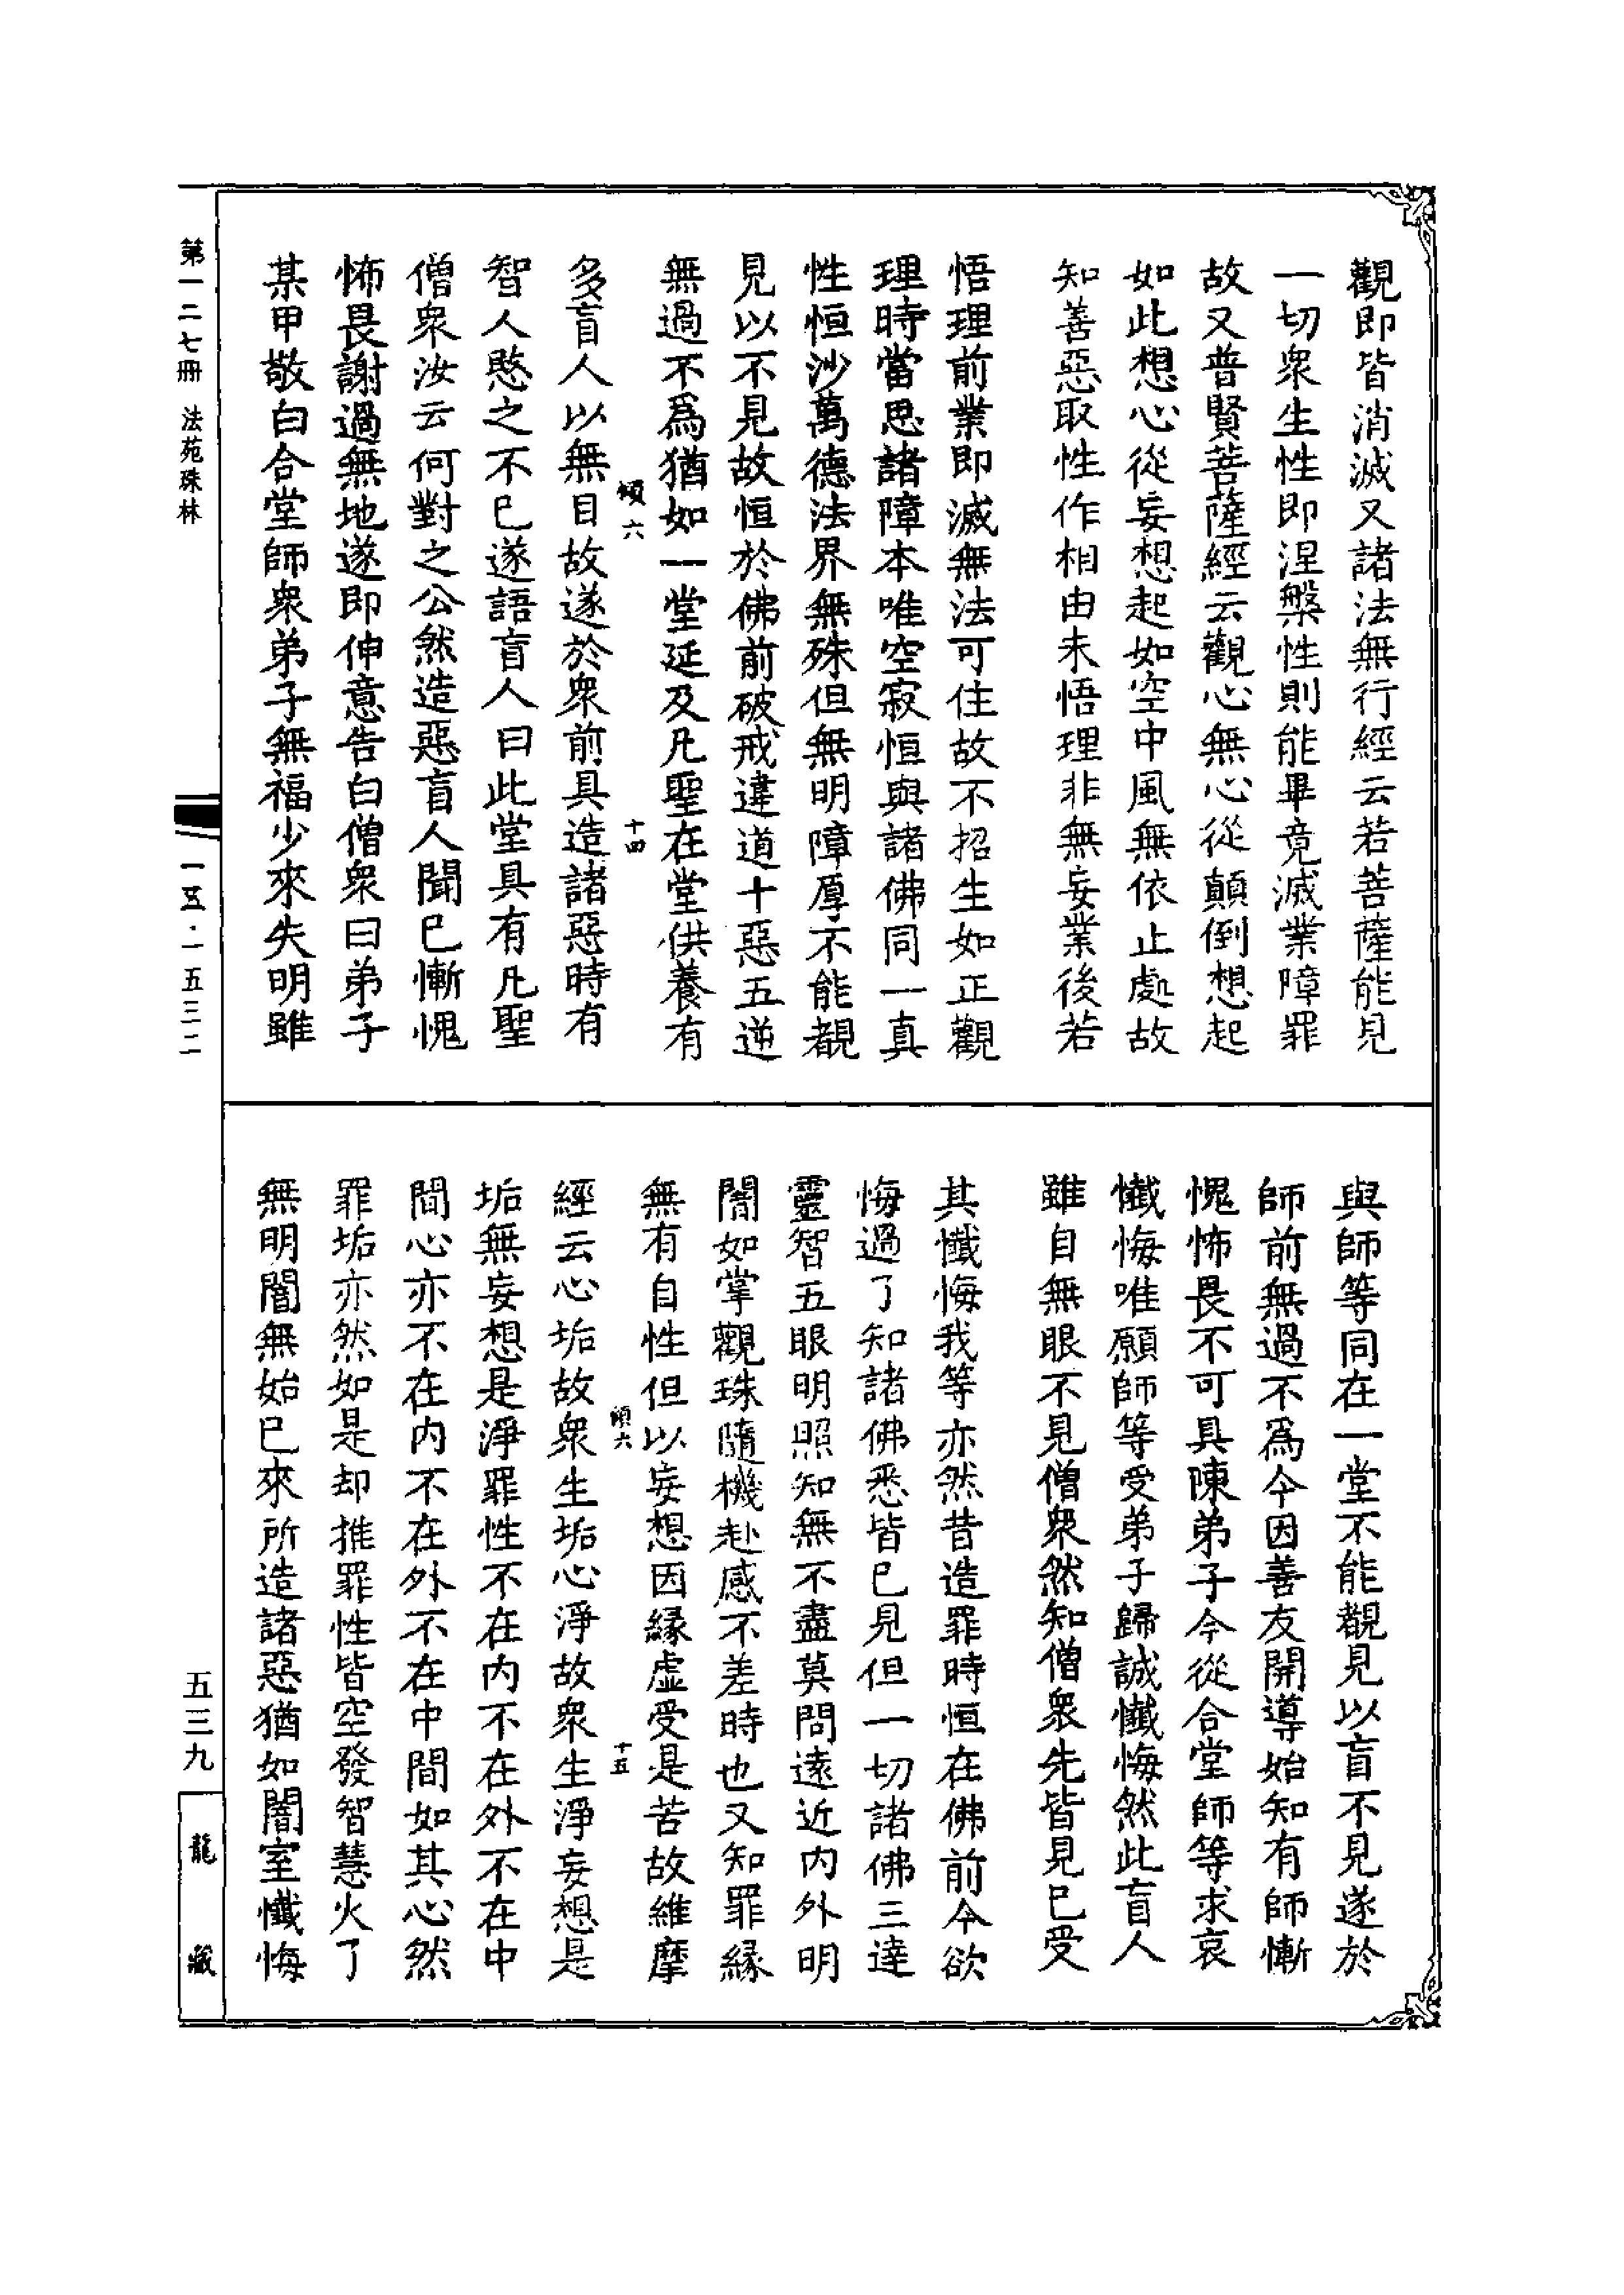 觀即皆消滅又諸法無行經云若菩薩能見
一切衆生性即涅槃性則能畢竟滅業障罪
故又普賢菩薩經云觀心無心從顛倒想起
如此想心從妄想起如空中風無依止處故
知善惡取性作相由未悟理非無妄業後若
悟理前業即滅無法可住故不招生如正觀
理時當思諸障本唯空寂恒與諸佛同一真
性恒沙萬德法界無殊但無明障厚不能覩
見以不見故恒於佛前破戒違道十惡五逆
無過不爲猶如一堂延及凡聖在堂供養有
傾六 十四
多盲人以無目故遂於衆前具造諸惡時有
智人愍之不已遂語盲人曰此堂具有凡聖
僧衆汝云何對之公然造惡盲人聞已慚愧
怖畏謝過無地遂即伸意告白僧衆曰弟子
某甲敬白合堂師衆弟子無福少來失明雖
與師等同在一堂不能覩見以盲不見遂於
師前無過不爲今因善友開導始知有師慚
愧怖畏不可具陳弟子今從合堂師等求哀
懺悔唯願師等受弟子歸誠懺悔然此盲人
雖自無眼不見僧衆然知僧衆先皆見已受
其懺悔我等亦然昔造罪時恒在佛前今欲
悔過了知諸佛悉皆已見但一切諸佛三達
靈智五眼明照知無不盡莫問遠近內外明
闇如掌觀珠隨機赴感不差時也又知罪緣
無有自性但以妄想因緣虛受是苦故維摩
傾六 十五
經云心垢故衆生垢心淨故衆生淨妄想是
垢無妄想是淨罪性不在內不在外不在中
間心亦不在內不在外不在中間如其心然
罪垢亦然如是却推罪性皆空發智慧火了
無明闇無始已來所造諸惡猶如闇室懺悔
第一二七冊 法苑珠林
一五·一五三二
五三九
龍藏